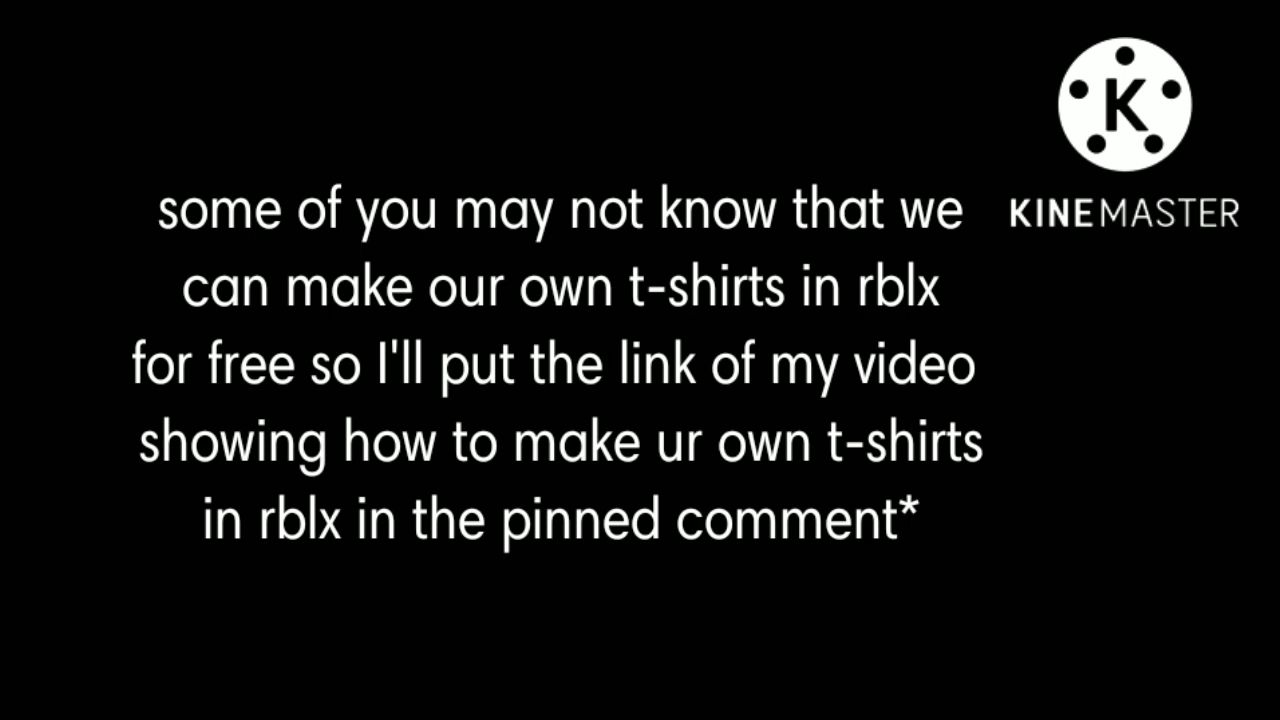 some of you may not know that we
can make our own t-shirts in rblx
for free so I'll put the link of my video
showing how to make ur own t-shirts
in rblx in the pinned comment*
K
KINEMASTER